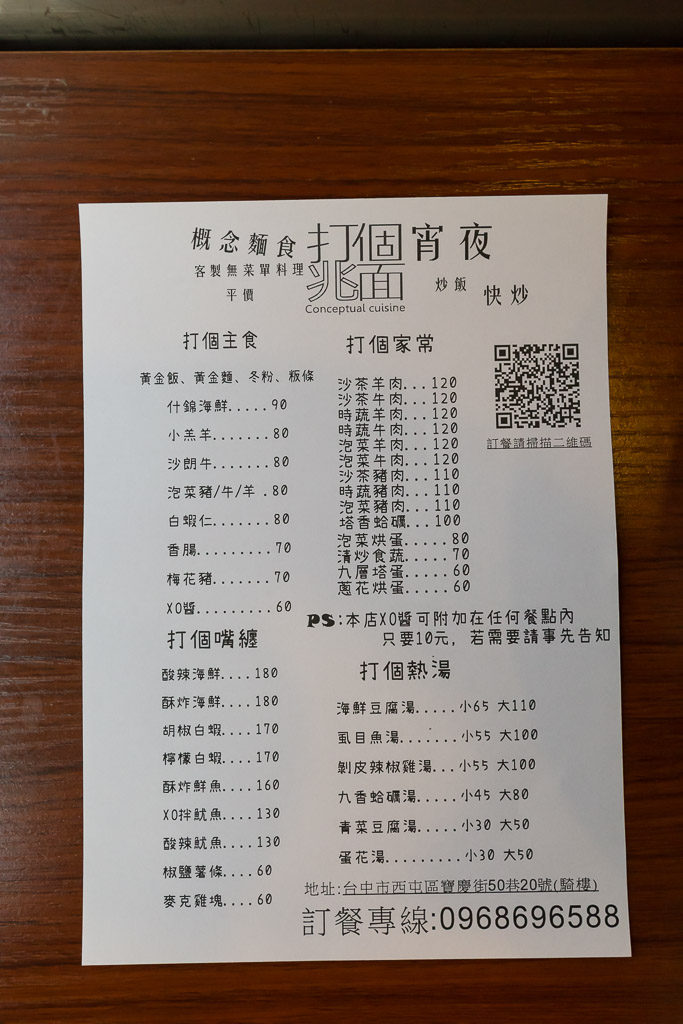 概念麵食 打個 宵夜
客製無菜單料理 兆面 炒飯 快炒
平價
Conceptual cuisine
打個主食
黃金飯、黃金麵、冬粉、粄條
什錦海鮮.....90
小羔羊.......80
沙朗牛.......80
泡菜豬/牛/羊.80
白蝦仁.......80
香腸.........70
梅花豬.......70
XO醬.........60
打個嘴纏
酸辣海鮮....180
酥炸海鮮....180
胡椒白蝦....170
檸檬白蝦....170
酥炸鮮魚....160
XO拌魷魚....130
酸辣魷魚....130
椒鹽薯條....60
麥克雞塊....60
打個家常
沙茶羊肉...120
沙茶牛肉...120
時蔬羊肉...120
時蔬牛肉...120
泡菜羊肉...120
泡菜牛肉...120
沙茶豬肉...110
時蔬豬肉...110
泡菜豬肉...110
塔香蛤礪...100
泡菜烘蛋.....80
清炒食蔬.....70
九層塔蛋.....60
蔥花烘蛋.....60
訂餐請掃描二維碼
PS:本店XO醬可附加在任何餐點內
只要10元, 若需要請事先告知
打個熱湯
海鮮豆腐湯.....小65 大110
虱目魚湯.......小55 大100
剝皮辣椒雞湯...小55 大100
九香蛤礪湯.....小45 大80
青菜豆腐湯.....小30 大50
蛋花湯.........小30 大50
地址:台中市西屯區寶慶街50巷20號(騎樓)
訂餐專線:0968696588